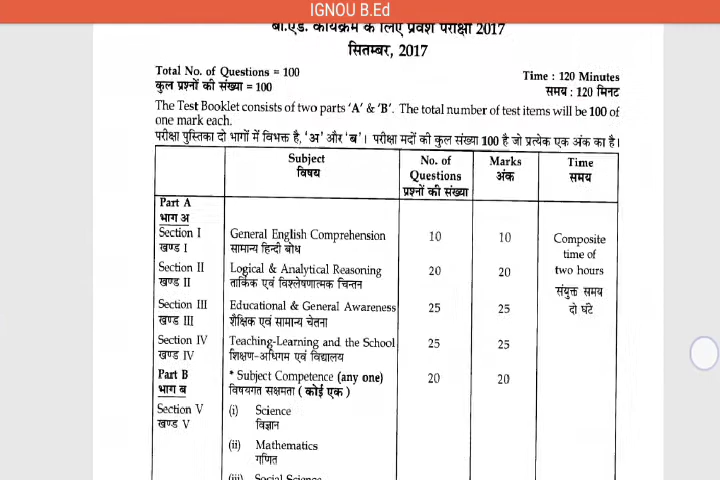 IGNOU B.Ed
बी.एड. कार्यक्रम के लिए प्रवेश परीक्षा 2017
सितम्बर, 2017
Total No. of Questions = 100
कुल प्रश्नों की संख्या = 100
Time : 120 Minutes
समय : 120 मिनट
The Test Booklet consists of two parts 'A' & 'B'. The total number of test items will be 100 of
one mark each.
परीक्षा पुस्तिका दो भागों में विभक्त है, 'अ' और 'ब'। परीक्षा मदों की कुल संख्या 100 है जो प्रत्येक एक अंक का है।
Subject No. of Marks Time
विषय Questions अंक समय
प्रश्नों की संख्या
Part A
भाग अ
Section I General English Comprehension 10 10 Composite
खण्ड I सामान्य हिन्दी बोध time of
Section II Logical & Analytical Reasoning 20 20 two hours
खण्ड II तार्किक एवं विश्लेषणात्मक चिन्तन संयुक्त समय
Section III Educational & General Awareness 25 25 दो घंटे
खण्ड III शैक्षिक एवं सामान्य चेतना
Section IV Teaching-Learning and the School 25 25
खण्ड IV शिक्षण-अधिगम एवं विद्यालय
Part B * Subject Competence (any one) 20 20
भाग ब विषयगत सक्षमता ( कोई एक )
Section V (i) Science
खण्ड V विज्ञान
(ii) Mathematics
गणित
(iii) Social Science